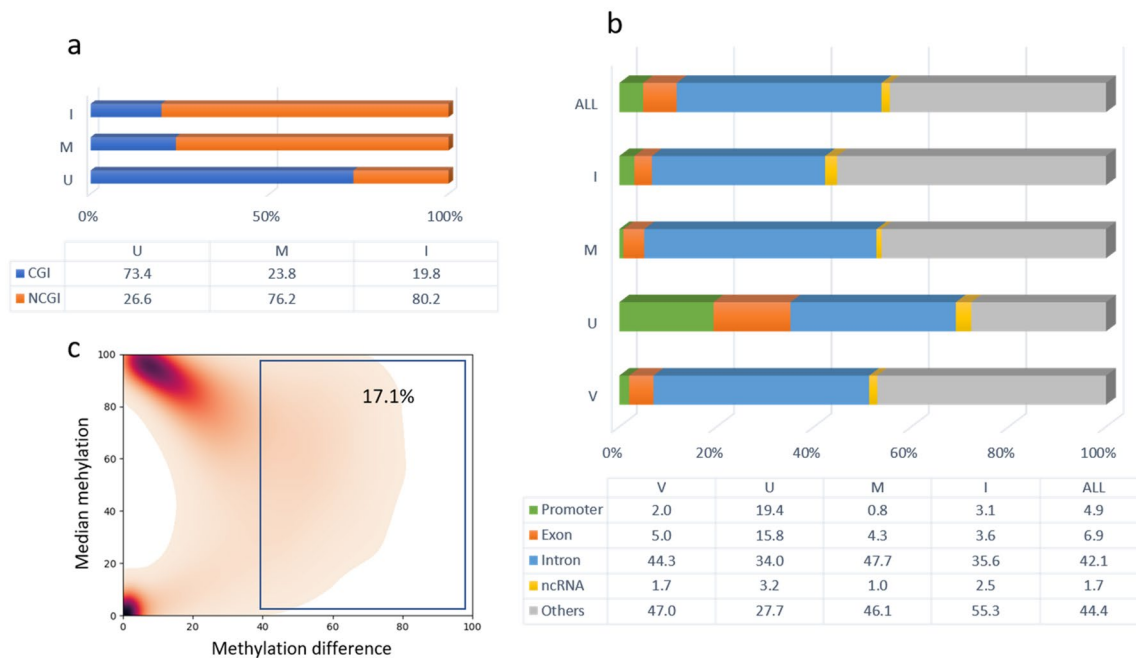 a
I
M
U
0% 50% 100%
U M I
CGI 73.4 23.8 19.8
NCGI 26.6 76.2 80.2
c
100
80
60
40
20
0
0 20 40 60 80 100
Median mehylation
17.1%
Methylation difference
b
ALL
I
M
U
V
0% 20% 40% 60% 80% 100%
V U M I ALL
Promoter 2.0 19.4 0.8 3.1 4.9
Exon 5.0 15.8 4.3 3.6 6.9
Intron 44.3 34.0 47.7 35.6 42.1
ncRNA 1.7 3.2 1.0 2.5 1.7
Others 47.0 27.7 46.1 55.3 44.4